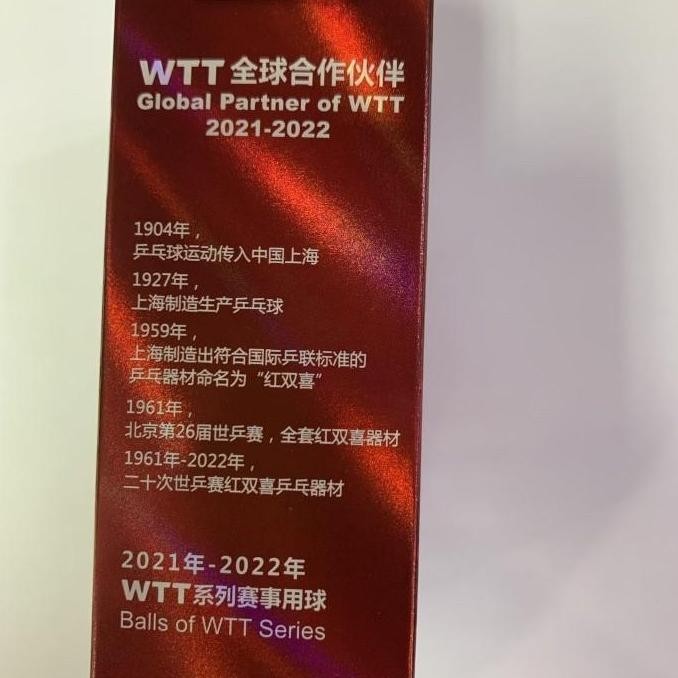 WTT 全球合作伙伴
Global Partner of WTT
2021-2022
1904年，
乒乓球运动传入中国上海
1927年，
上海制造生产乒乓球
1959年，
上海制造出符合国际乒联标准的
乒乓器材命名为“红双喜”
1961年，
北京第26届世乒赛，全套红双喜器材
1961年-2022年，
二十次世乒赛红双喜乒乓器材
2021年-2022年
WTT系列赛事用球
Balls of WTT Series